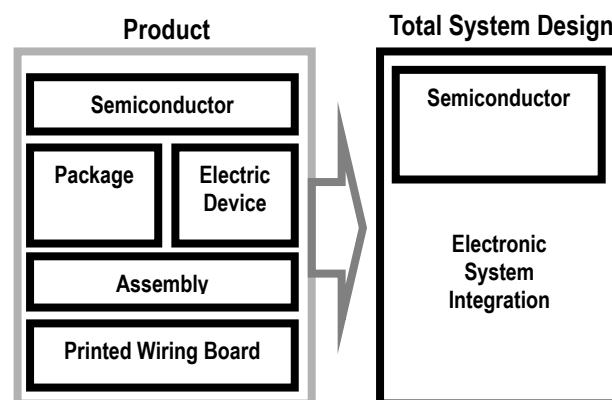 Product
Semiconductor
Package
Electric
Device
Assembly
Printed Wiring Board
Total System Design
Semiconductor
Electronic
System
Integration